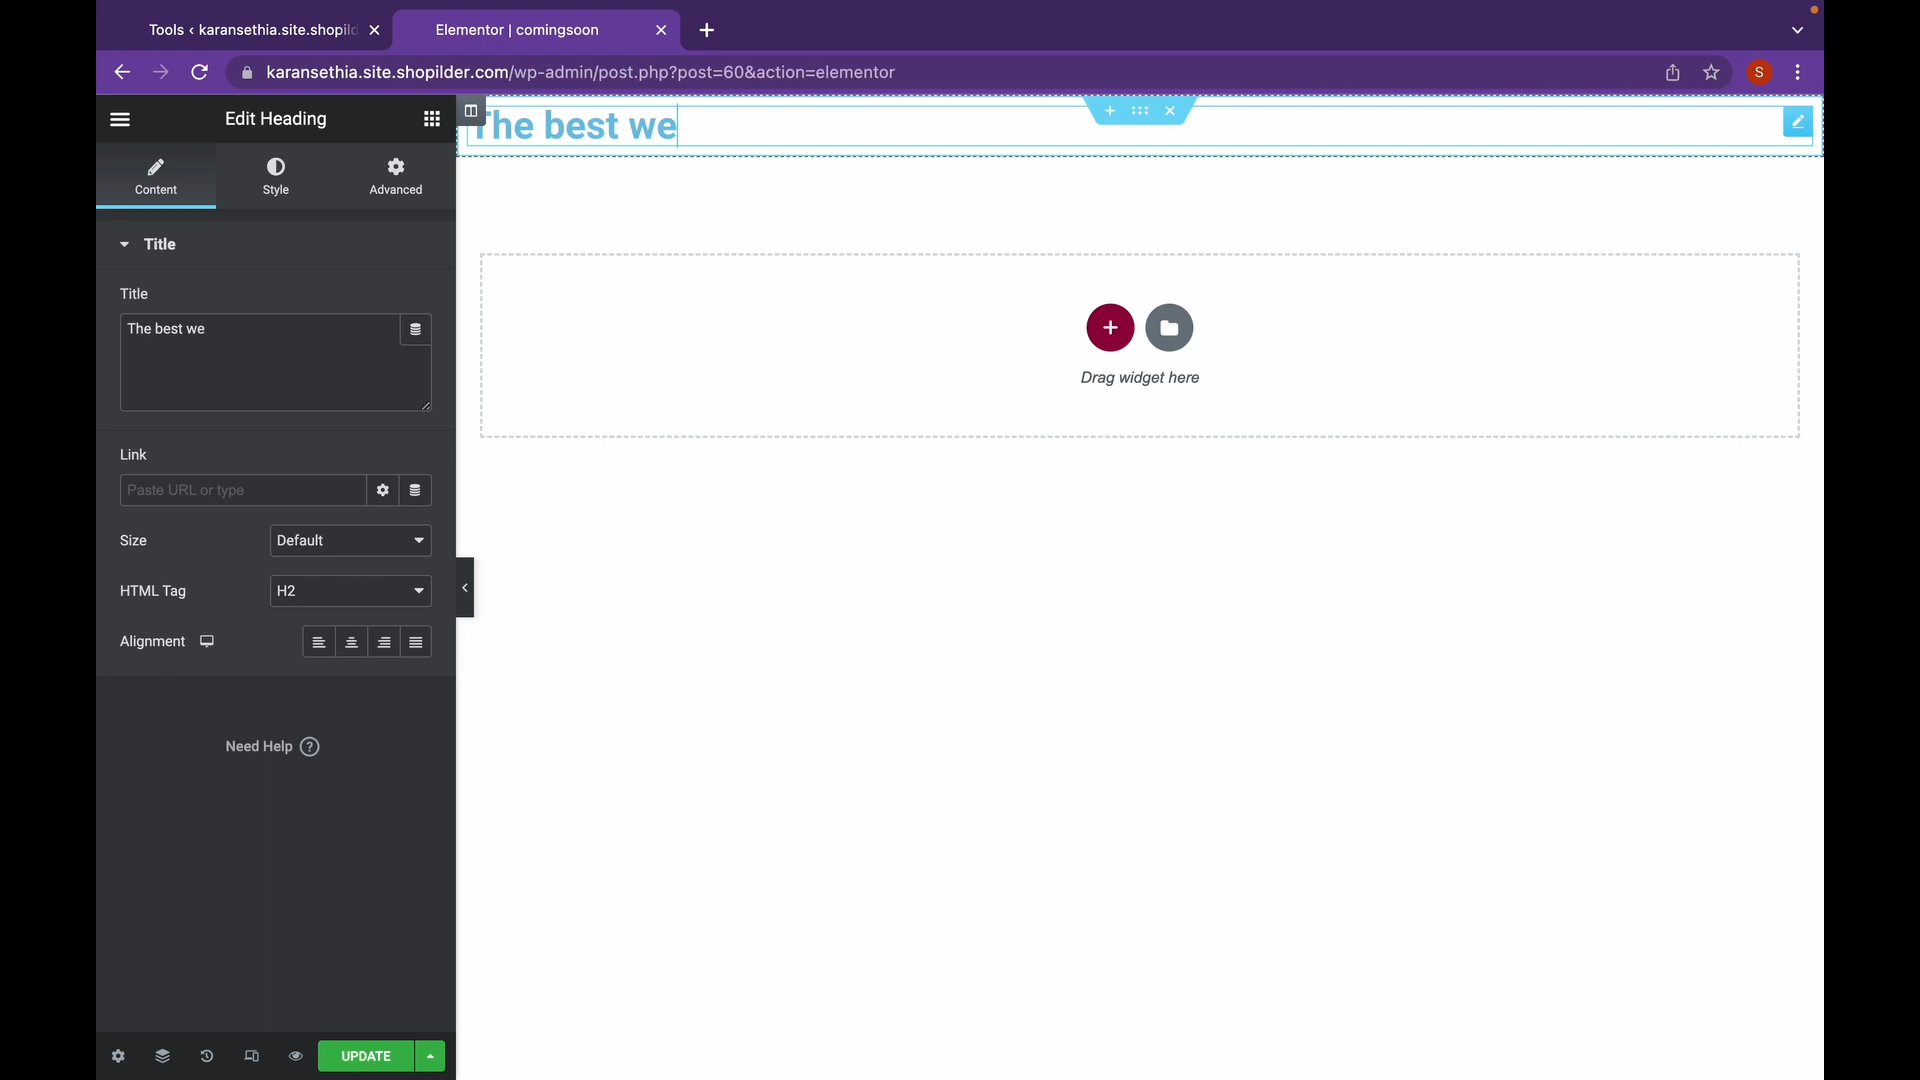 Tools ‹ karansethia.site.shopild
Elementor | comingsoon
karansethia.site.shopilder.com/wp-admin/post.php?post=60&action=elementor
S
Edit Heading
The best we
Content
Style
Advanced
Title
Title
The best we
Drag widget here
Link
Paste URL or type
Size
Default
HTML Tag
H2
Alignment
Need Help ?
UPDATE